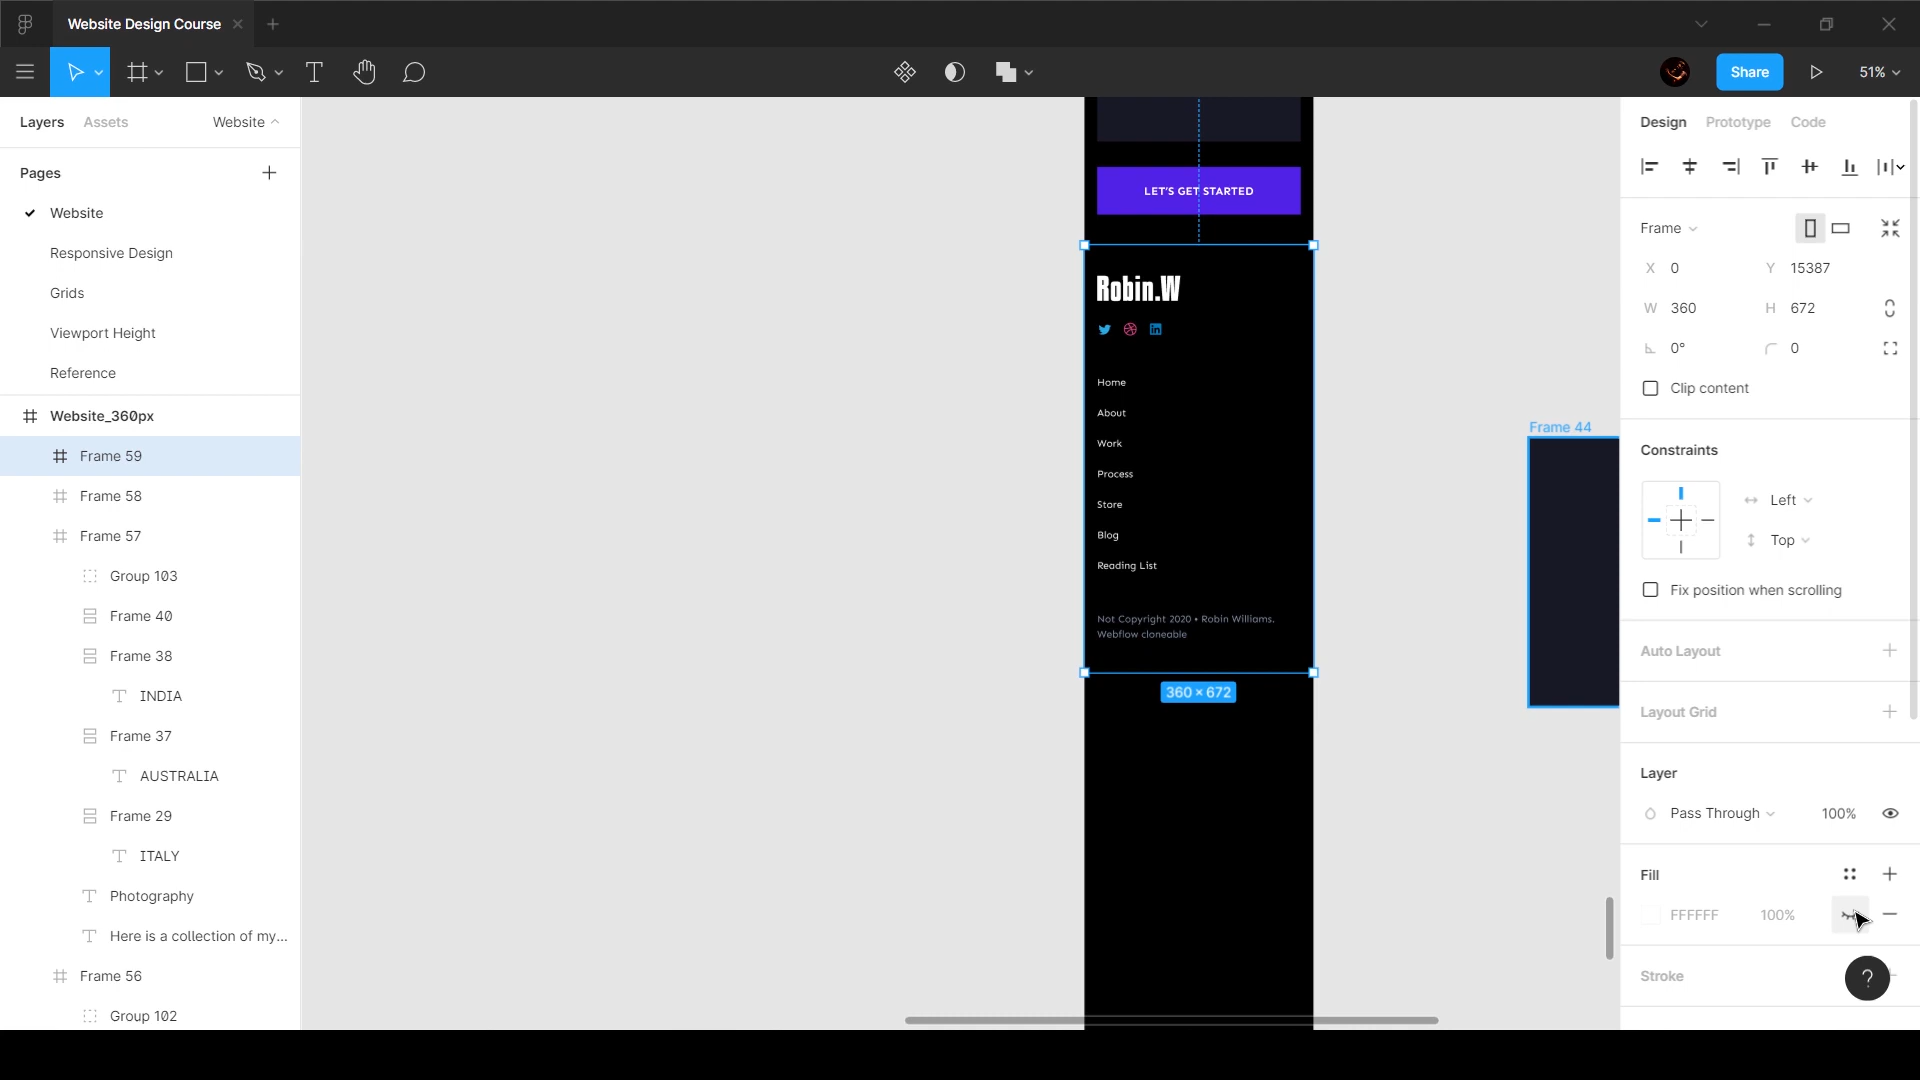 Website Design Course
Share
51%
Layers
Assets
Website
Pages
Website
Responsive Design
Grids
Viewport Height
Reference
Website_360px
Frame 59
Frame 58
Frame 57
Group 103
Frame 40
Frame 38
INDIA
Frame 37
AUSTRALIA
Frame 29
ITALY
Photography
Here is a collection of my...
Frame 56
Group 102
LET'S GET STARTED
Robin.W
Home
About
Work
Process
Store
Blog
Reading List
Not Copyright 2020 • Robin Williams.
Webflow cloneable
360 × 672
Frame 44
Design
Prototype
Code
Frame
X 0
Y 15387
W 360
H 672
0°
0
Clip content
Constraints
Left
Top
Fix position when scrolling
Auto Layout
Layout Grid
Layer
Pass Through
100%
Fill
FFFFFF
100%
Stroke
?